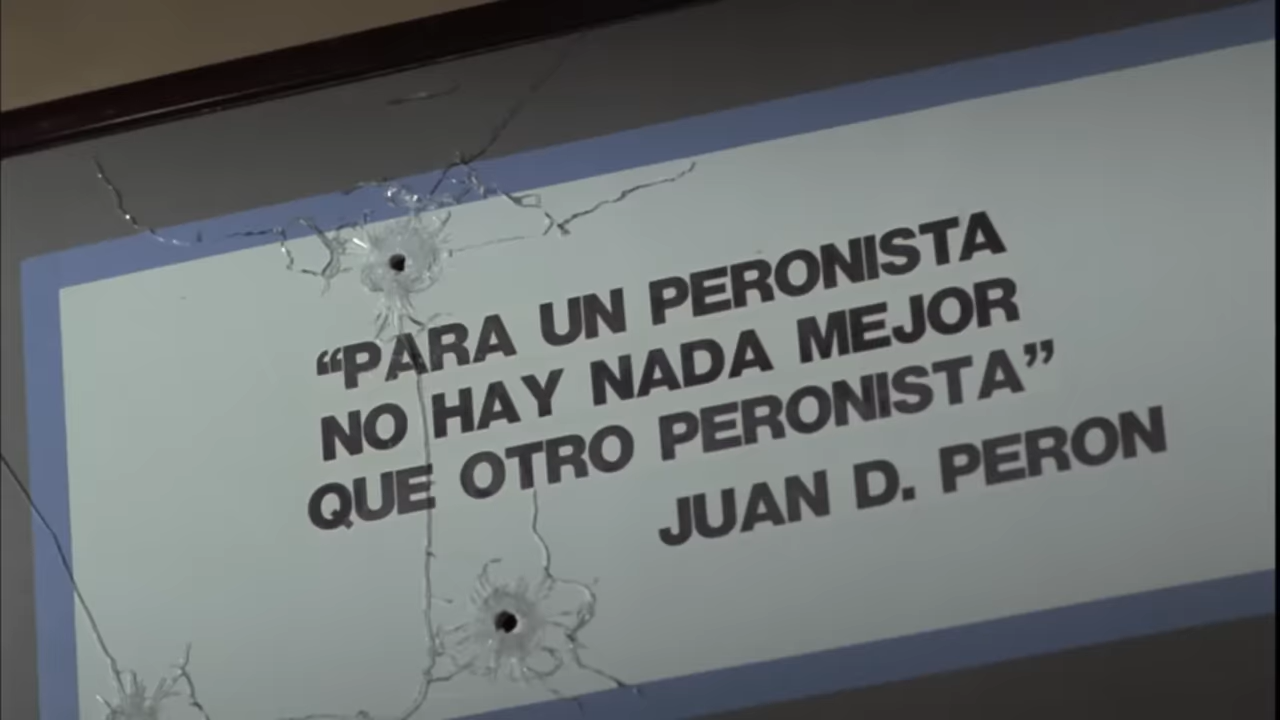 “PARA UN PERONISTA
NO HAY NADA MEJOR
QUE OTRO PERONISTA”
JUAN D. PERON